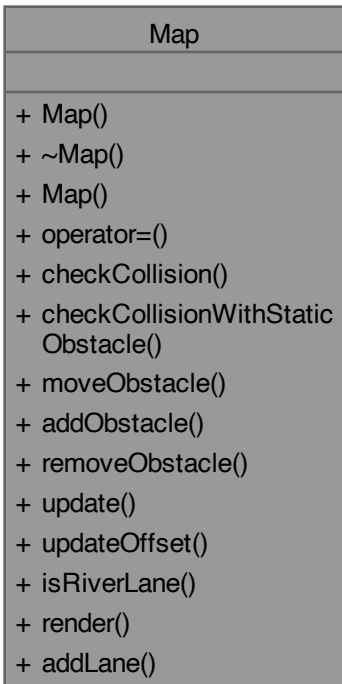 Map
+ Map()
+ ~Map()
+ Map()
+ operator=()
+ checkCollision()
+ checkCollisionWithStatic
Obstacle()
+ moveObstacle()
+ addObstacle()
+ removeObstacle()
+ update()
+ updateOffset()
+ isRiverLane()
+ render()
+ addLane()